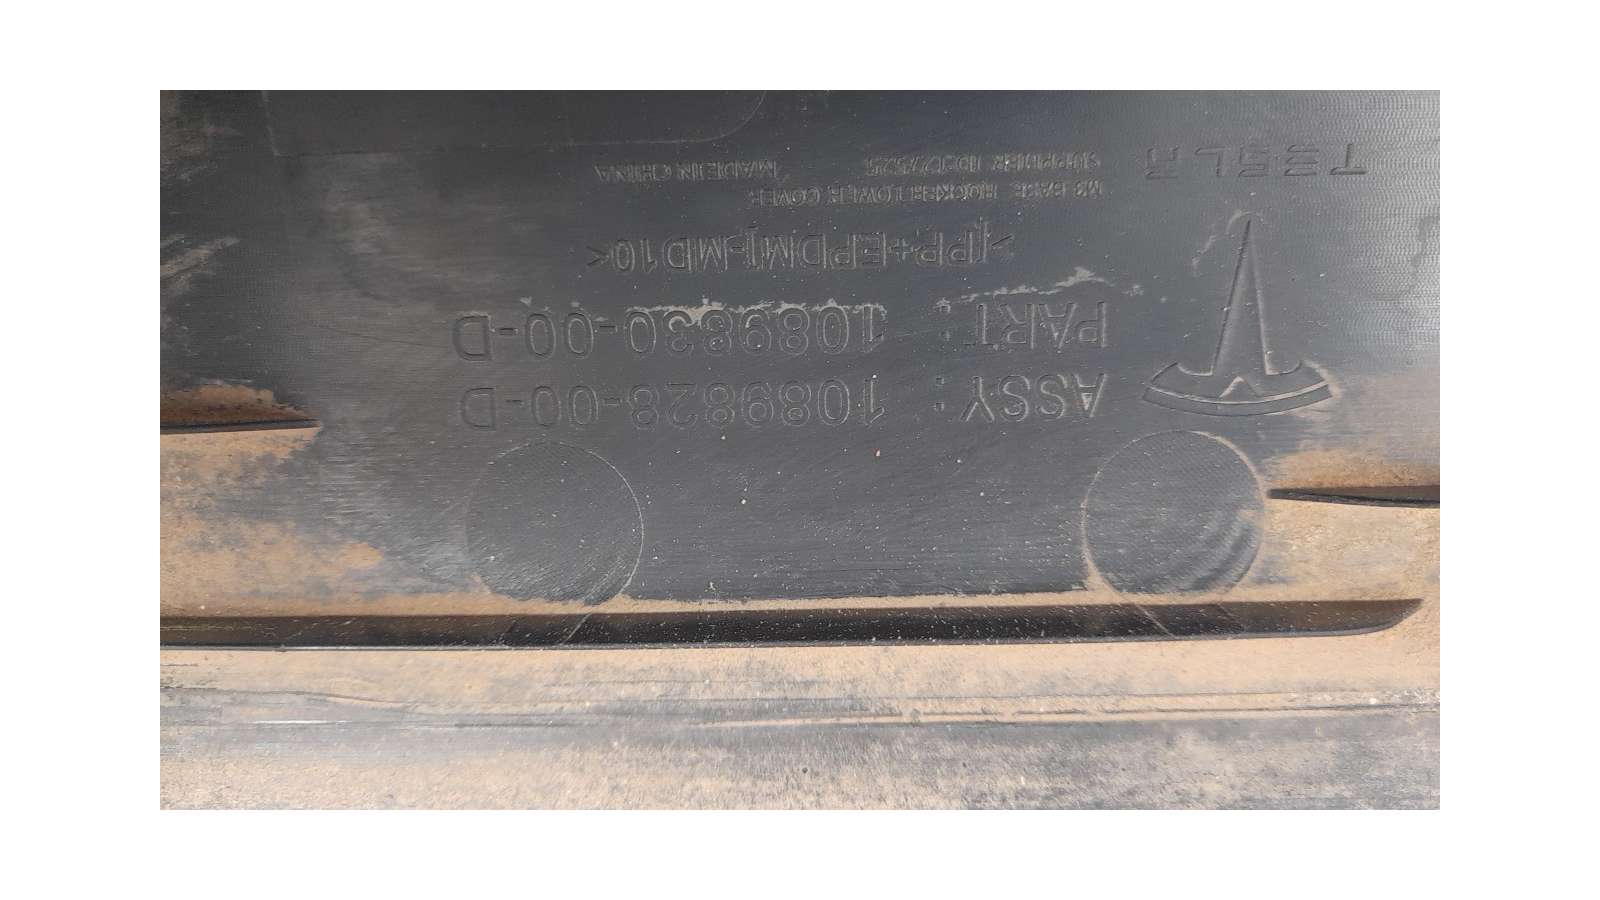 ASSY: 1089828-00-D
PART: 1089830-00-D
>[PP+EPDM]-MD10<
M3 BASE ROCKER LOWER COVER
SUPPLIER ID:
MADE IN CHINA
TESLA